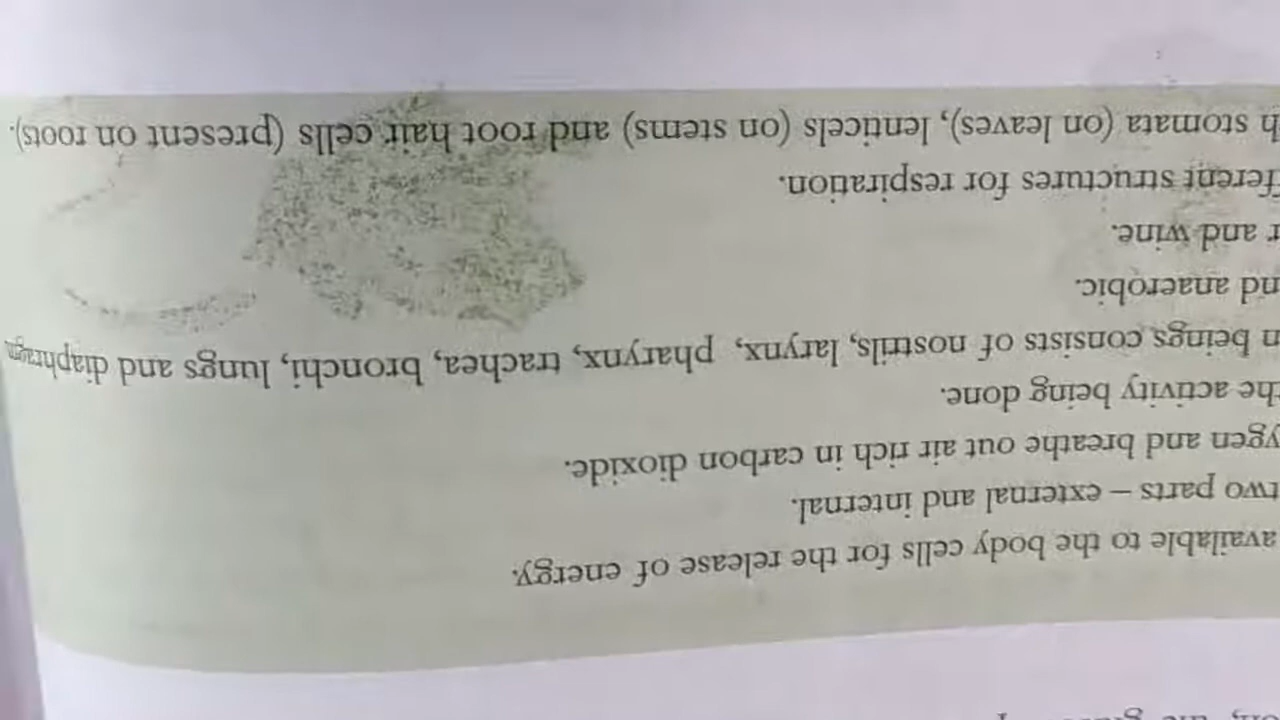 available to the body cells for the release of energy.
two parts – external and internal.
ygen and breathe out air rich in carbon dioxide.
the activity being done.
n beings consists of nostrils, larynx, pharynx, trachea, bronchi, lungs and diaphragm
nd anaerobic.
r and wine.
fferent structures for respiration.
h stomata (on leaves), lenticels (on stems) and root hair cells (present on roots).